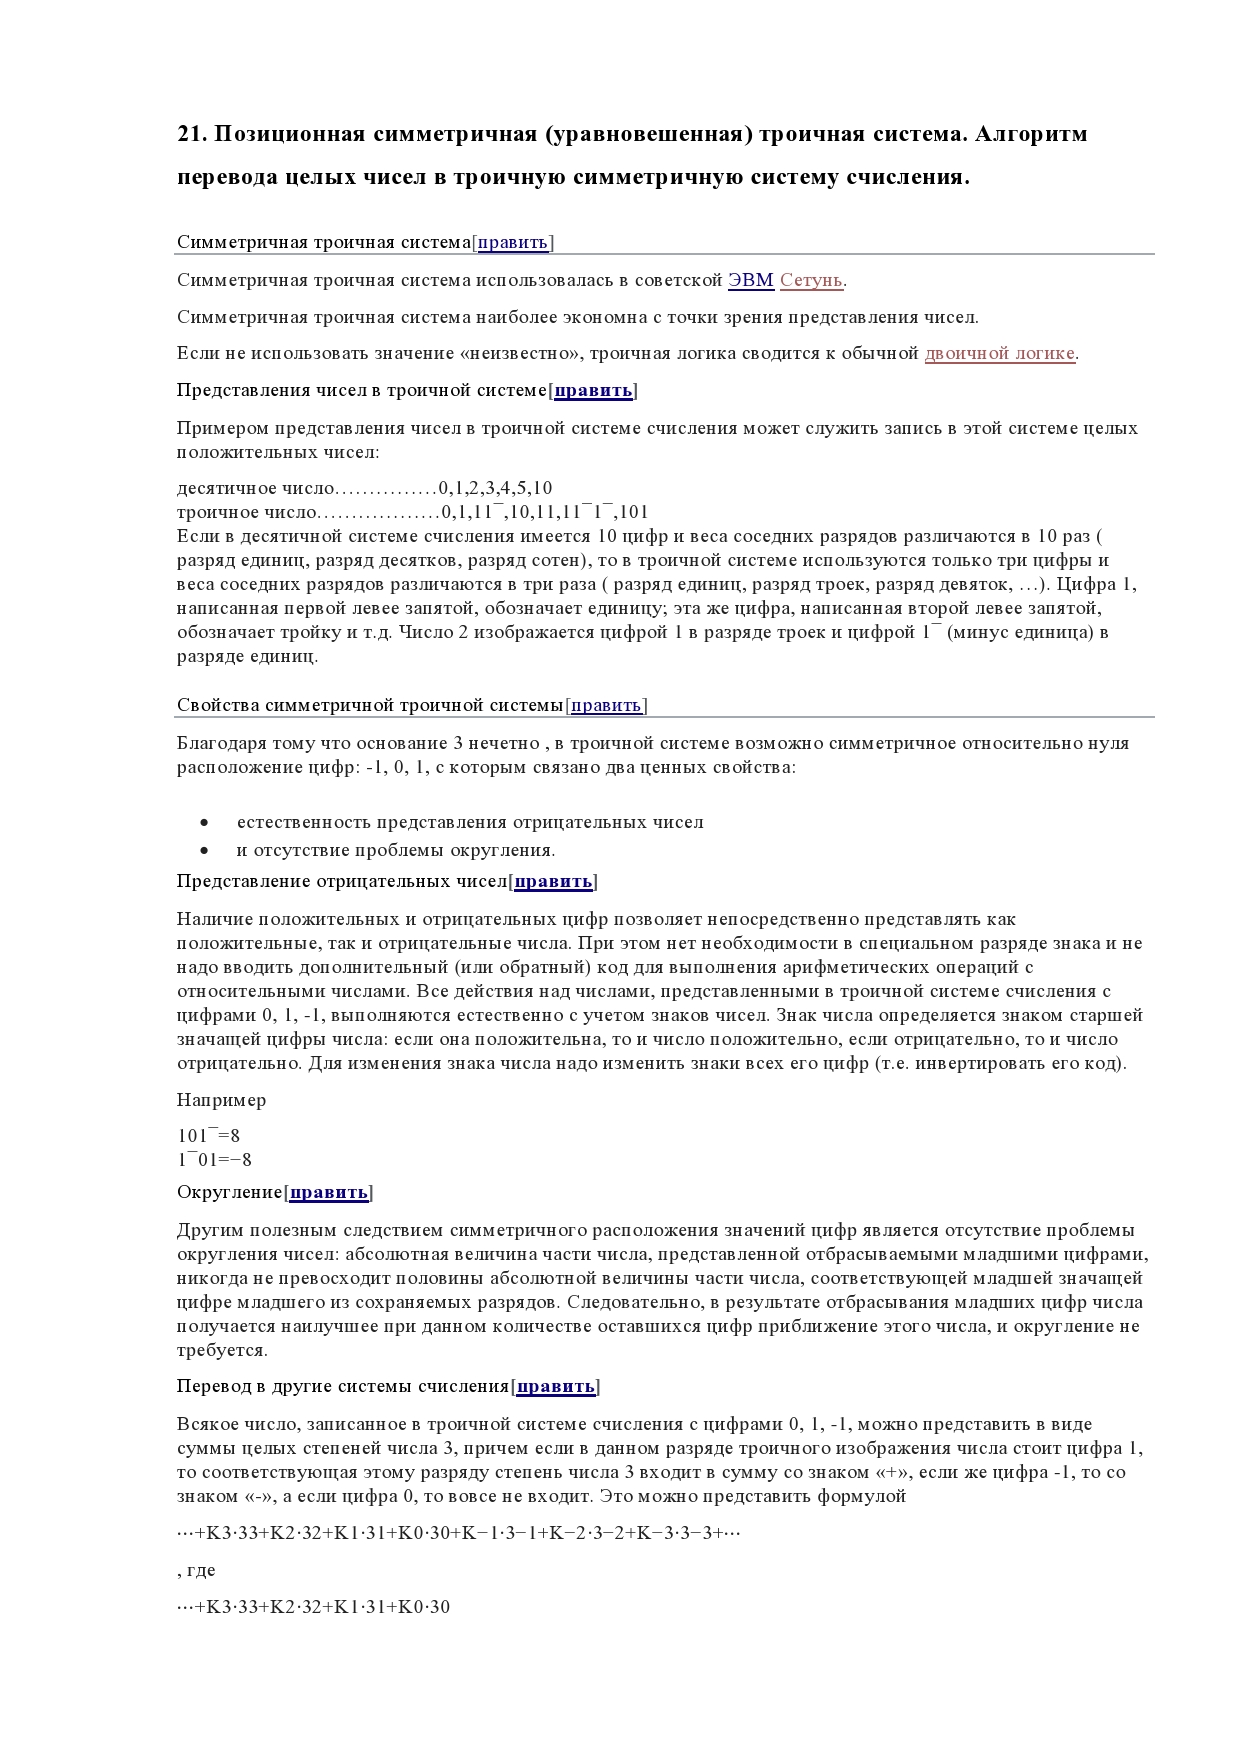 21. Позиционная симметричная (уравновешенная) троичная система. Алгоритм
перевода целых чисел в троичную симметричную систему счисления.
Симметричная троичная система[править]
Симметричная троичная система использовалась в советской ЭВМ Сетунь.
Симметричная троичная система наиболее экономна с точки зрения представления чисел.
Если не использовать значение «неизвестно», троичная логика сводится к обычной двоичной логике.
Представления чисел в троичной системе[править]
Примером представления чисел в троичной системе счисления может служить запись в этой системе целых
положительных чисел:
десятичное число……………0,1,2,3,4,5,10
троичное число………………0,1,11¯,10,11,11¯1¯,101
Если в десятичной системе счисления имеется 10 цифр и веса соседних разрядов различаются в 10 раз (
разряд единиц, разряд десятков, разряд сотен), то в троичной системе используются только три цифры и
веса соседних разрядов различаются в три раза ( разряд единиц, разряд троек, разряд девяток, …). Цифра 1,
написанная первой левее запятой, обозначает единицу; эта же цифра, написанная второй левее запятой,
обозначает тройку и т.д. Число 2 изображается цифрой 1 в разряде троек и цифрой 1¯ (минус единица) в
разряде единиц.
Свойства симметричной троичной системы[править]
Благодаря тому что основание 3 нечетно , в троичной системе возможно симметричное относительно нуля
расположение цифр: -1, 0, 1, с которым связано два ценных свойства:
• естественность представления отрицательных чисел
• и отсутствие проблемы округления.
Представление отрицательных чисел[править]
Наличие положительных и отрицательных цифр позволяет непосредственно представлять как
положительные, так и отрицательные числа. При этом нет необходимости в специальном разряде знака и не
надо вводить дополнительный (или обратный) код для выполнения арифметических операций с
относительными числами. Все действия над числами, представленными в троичной системе счисления с
цифрами 0, 1, -1, выполняются естественно с учетом знаков чисел. Знак числа определяется знаком старшей
значащей цифры числа: если она положительна, то и число положительно, если отрицательно, то и число
отрицательно. Для изменения знака числа надо изменить знаки всех его цифр (т.е. инвертировать его код).
Например
101¯=8
1¯01=−8
Округление[править]
Другим полезным следствием симметричного расположения значений цифр является отсутствие проблемы
округления чисел: абсолютная величина части числа, представленной отбрасываемыми младшими цифрами,
никогда не превосходит половины абсолютной величины части числа, соответствующей младшей значащей
цифре младшего из сохраняемых разрядов. Следовательно, в результате отбрасывания младших цифр числа
получается наилучшее при данном количестве оставшихся цифр приближение этого числа, и округление не
требуется.
Перевод в другие системы счисления[править]
Всякое число, записанное в троичной системе счисления с цифрами 0, 1, -1, можно представить в виде
суммы целых степеней числа 3, причем если в данном разряде троичного изображения числа стоит цифра 1,
то соответствующая этому разряду степень числа 3 входит в сумму со знаком «+», если же цифра -1, то со
знаком «-», а если цифра 0, то вовсе не входит. Это можно представить формулой
⋯+K3⋅33+K2⋅32+K1⋅31+K0⋅30+K−1⋅3−1+K−2⋅3−2+K−3⋅3−3+⋯
, где
⋯+K3⋅33+K2⋅32+K1⋅31+K0⋅30